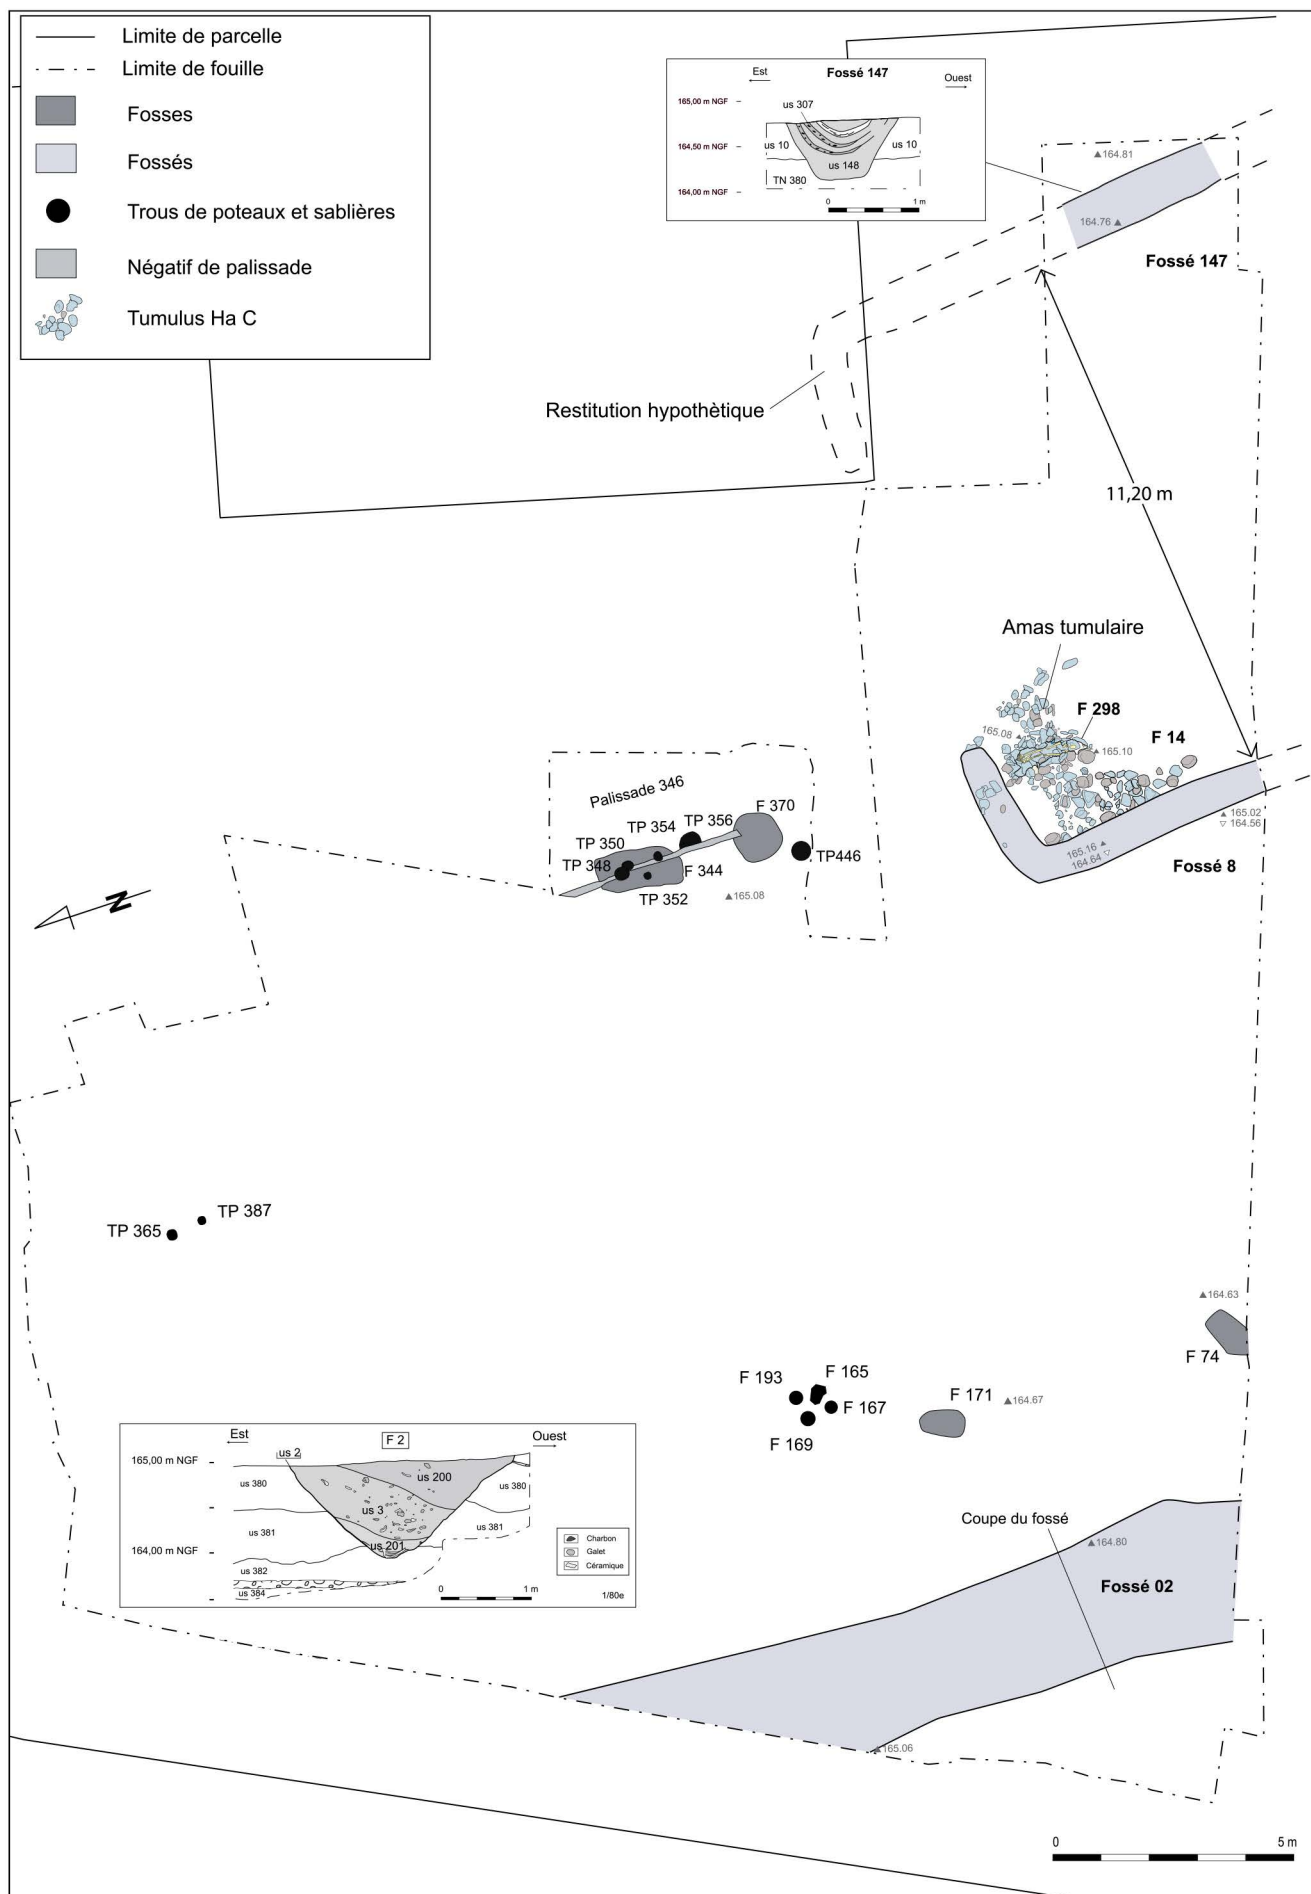 Limite de parcelle
Limite de fouille
Fosses
Fossés
Trous de poteaux et sablières
Négatif de palissade
Tumulus Ha C
Est
Fossé 147
Ouest
165,00 m NGF
us 307
164,50 m NGF
us 10
us 10
us 148
TN 380
164,00 m NGF
0
1 m
164.81
164.76
Fossé 147
Restitution hypothètique
11,20 m
Amas tumulaire
F 298
165.08
165.10
F 14
Palissade 346
F 370
TP 354
TP 356
TP 350
TP 348
F 344
TP446
TP 352
165.08
165.02
164.56
165.16
164.64
Fossé 8
N
TP 387
TP 365
164.63
F 74
F 193
F 165
F 171
164.67
F 167
F 169
Est
F 2
Ouest
us 2
165,00 m NGF
us 200
us 380
us 380
us 3
us 381
us 381
us 201
164,00 m NGF
us 382
us 384
Charbon
Galet
Céramique
0
1 m
1/80e
Coupe du fossé
164.80
Fossé 02
165.06
0
5 m